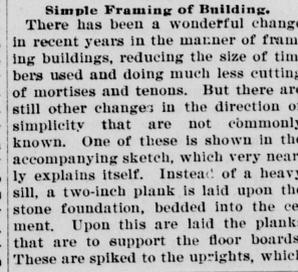 Simple Framing of Building.
There has been a wonderful change
in recent years in the manner of fram
ing buildings, reducing the size of tim
bers used and doing much less cutting
of mortises and tenons. But there are
still other changes in the direction of
simplicity that are not commonly
known. One of these is shown in the
accompanying sketch, which very near
ly explains itself. Instead of a heavy
sill, a two-inch plank is laid upon the
stone foundation, bedded into the ce
ment. Upon this are laid the planks
that are to support the floor boards
These are spiked to the uprights, which